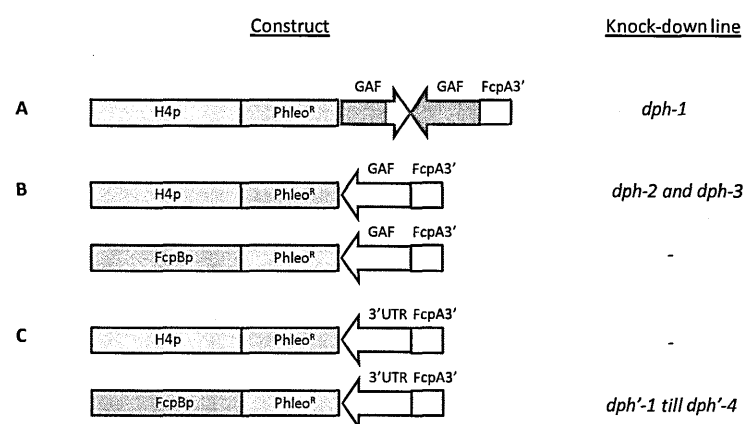 Construct Knock-down line
GAF GAF FcpA3'
A H4p Phleo^R dph-1
GAF FcpA3'
B H4p Phleo^R dph-2 and dph-3
GAF FcpA3'
FcpBp Phleo^R -
3'UTR FcpA3'
C H4p Phleo^R -
3'UTR FcpA3'
FcpBp Phleo^R dph'-1 till dph'-4